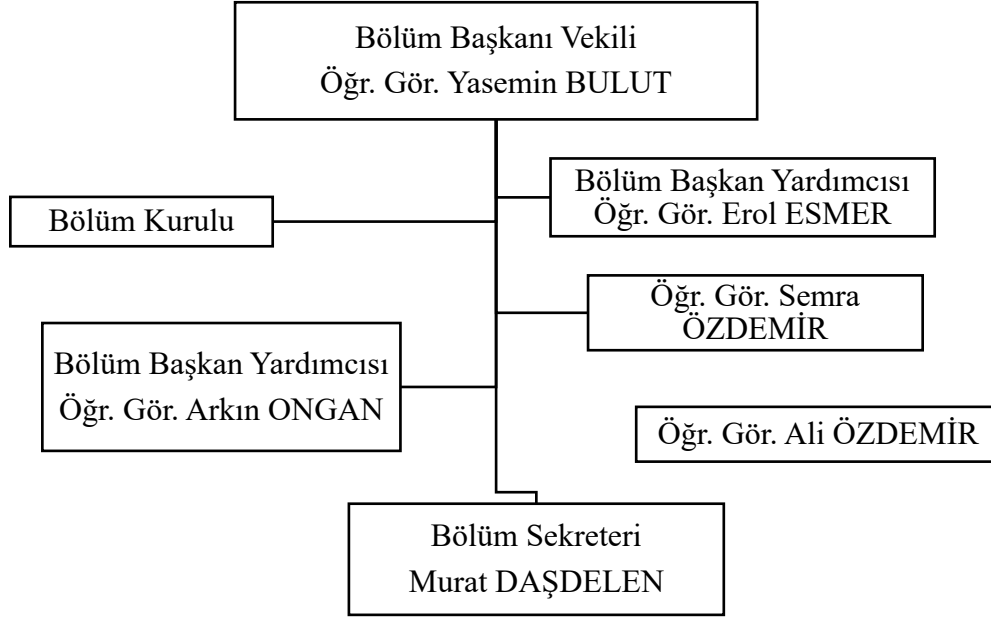 Bölüm Başkanı Vekili
Öğr. Gör. Yasemin BULUT
Bölüm Başkan Yardımcısı
Öğr. Gör. Erol ESMER
Bölüm Kurulu
Öğr. Gör. Semra
ÖZDEMİR
Bölüm Başkan Yardımcısı
Öğr. Gör. Arkın ONGAN
Öğr. Gör. Ali ÖZDEMİR
Bölüm Sekreteri
Murat DAŞDELEN